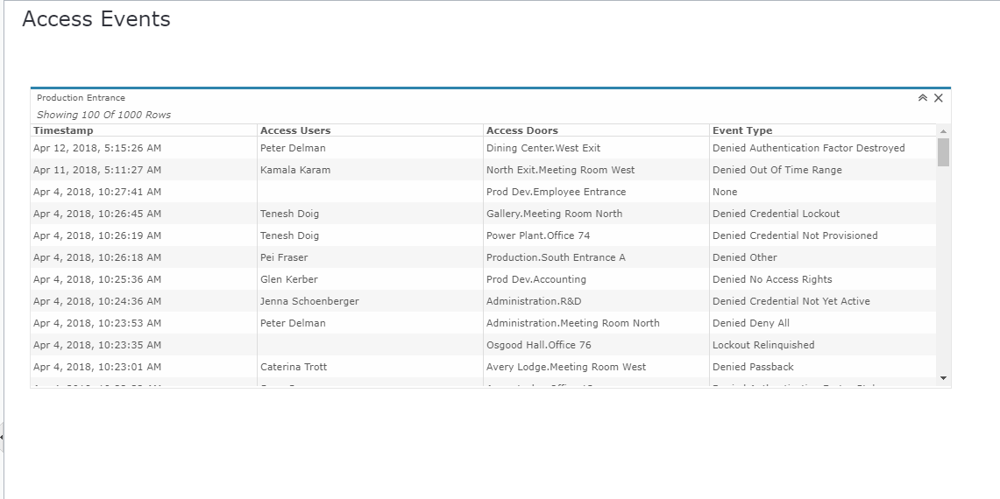 Access Events
Production Entrance
Showing 100 Of 1000 Rows
Timestamp Access Users Access Doors Event Type
Apr 12, 2018, 5:15:26 AM Peter Delman Dining Center.West Exit Denied Authentication Factor Destroyed
Apr 11, 2018, 5:11:27 AM Kamala Karam North Exit.Meeting Room West Denied Out Of Time Range
Apr 4, 2018, 10:27:41 AM Prod Dev.Employee Entrance None
Apr 4, 2018, 10:26:45 AM Tenesh Doig Gallery.Meeting Room North Denied Credential Lockout
Apr 4, 2018, 10:26:19 AM Tenesh Doig Power Plant.Office 74 Denied Credential Not Provisioned
Apr 4, 2018, 10:26:18 AM Pei Fraser Production.South Entrance A Denied Other
Apr 4, 2018, 10:25:36 AM Glen Kerber Prod Dev.Accounting Denied No Access Rights
Apr 4, 2018, 10:24:36 AM Jenna Schoenberger Administration.R&D Denied Credential Not Yet Active
Apr 4, 2018, 10:23:53 AM Peter Delman Administration.Meeting Room North Denied Deny All
Apr 4, 2018, 10:23:35 AM Osgood Hall.Office 76 Lockout Relinquished
Apr 4, 2018, 10:23:01 AM Caterina Trott Avery Lodge.Meeting Room West Denied Passback